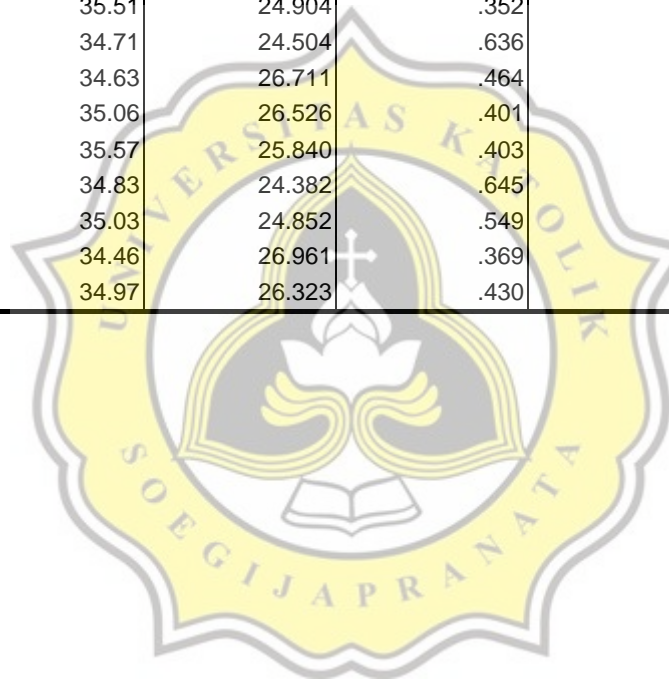 35.51 24.904 .352
34.71 24.504 .636
34.63 26.711 .464
35.06 26.526 .401
35.57 25.840 .403
34.83 24.382 .645
35.03 24.852 .549
34.46 26.961 .369
34.97 26.323 .430
UNIVERSITAS KATOLIK
SOEGIJAPRANATA